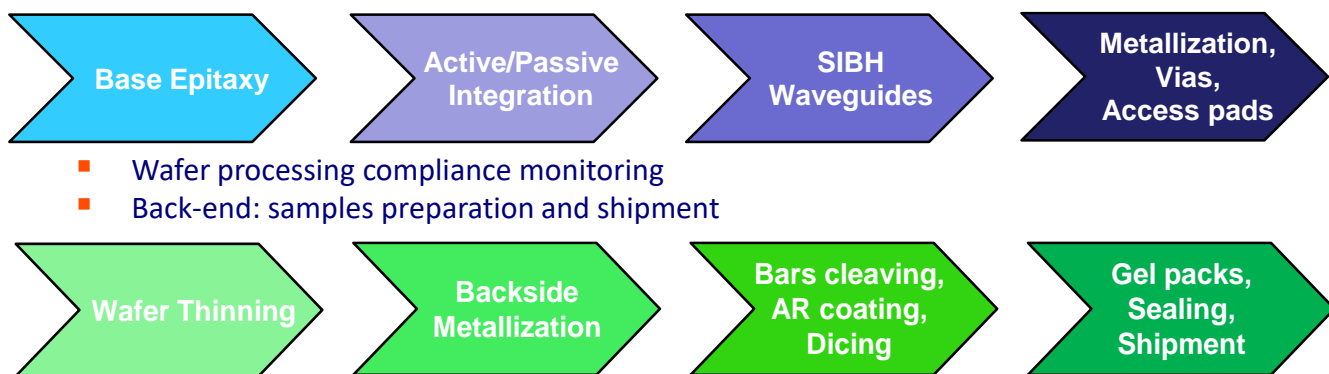 Base Epitaxy
Active/Passive
Integration
SIBH
Waveguides
Metallization,
Vias,
Access pads
Wafer processing compliance monitoring
Back-end: samples preparation and shipment
Wafer Thinning
Backside
Metallization
Bars cleaving,
AR coating,
Dicing
Gel packs,
Sealing,
Shipment